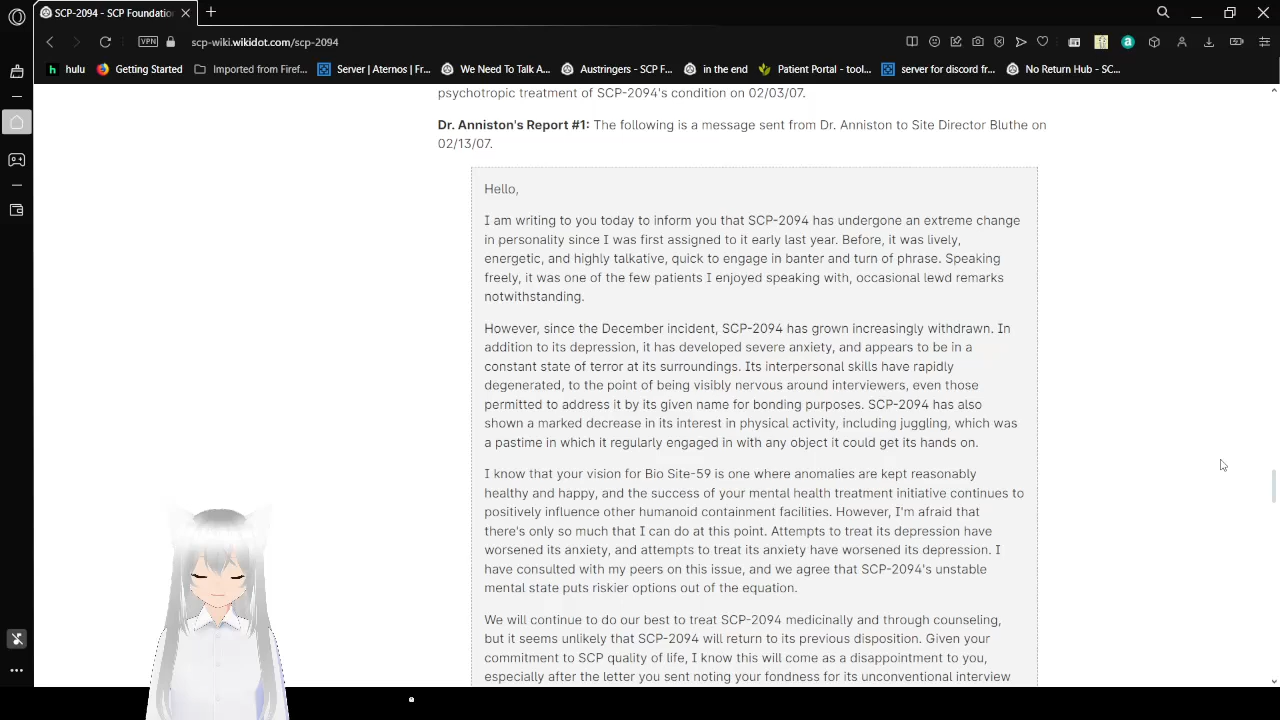 SCP-2094 - SCP Foundatio
VPN
scp-wiki.wikidot.com/scp-2094
hulu
Getting Started
Imported from Firef...
Server | Aternos | Fr...
We Need To Talk A...
Austringers - SCP F...
in the end
Patient Portal - tool...
server for discord fr...
No Return Hub - SC...
psychotropic treatment of SCP-2094's condition on 02/03/07.
Dr. Anniston's Report #1: The following is a message sent from Dr. Anniston to Site Director Bluthe on
02/13/07.
Hello,
I am writing to you today to inform you that SCP-2094 has undergone an extreme change
in personality since I was first assigned to it early last year. Before, it was lively,
energetic, and highly talkative, quick to engage in banter and turn of phrase. Speaking
freely, it was one of the few patients I enjoyed speaking with, occasional lewd remarks
notwithstanding.
However, since the December incident, SCP-2094 has grown increasingly withdrawn. In
addition to its depression, it has developed severe anxiety, and appears to be in a
constant state of terror at its surroundings. Its interpersonal skills have rapidly
degenerated, to the point of being visibly nervous around interviewers, even those
permitted to address it by its given name for bonding purposes. SCP-2094 has also
shown a marked decrease in its interest in physical activity, including juggling, which was
a pastime in which it regularly engaged in with any object it could get its hands on.
I know that your vision for Bio Site-59 is one where anomalies are kept reasonably
healthy and happy, and the success of your mental health treatment initiative continues to
positively influence other humanoid containment facilities. However, I'm afraid that
there's only so much that I can do at this point. Attempts to treat its depression have
worsened its anxiety, and attempts to treat its anxiety have worsened its depression. I
have consulted with my peers on this issue, and we agree that SCP-2094's unstable
mental state puts riskier options out of the equation.
We will continue to do our best to treat SCP-2094 medicinally and through counseling,
but it seems unlikely that SCP-2094 will return to its previous disposition. Given your
commitment to SCP quality of life, I know this will come as a disappointment to you,
especially after the letter you sent noting your fondness for its unconventional interview